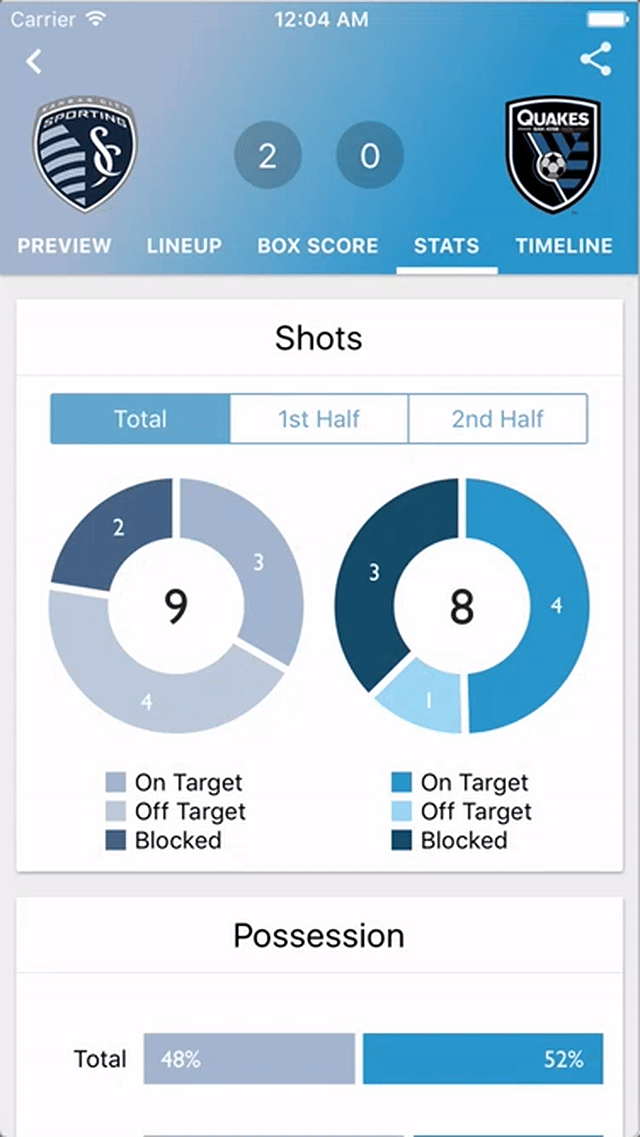 Carrier 12:04 AM
KANSAS CITY
SPORTING
SC
2 0
QUAKES
SAN JOSE
PREVIEW LINEUP BOX SCORE STATS TIMELINE
Shots
Total 1st Half 2nd Half
2 3 9 4
3 4 8 1
On Target
Off Target
Blocked
On Target
Off Target
Blocked
Possession
Total 48% 52%